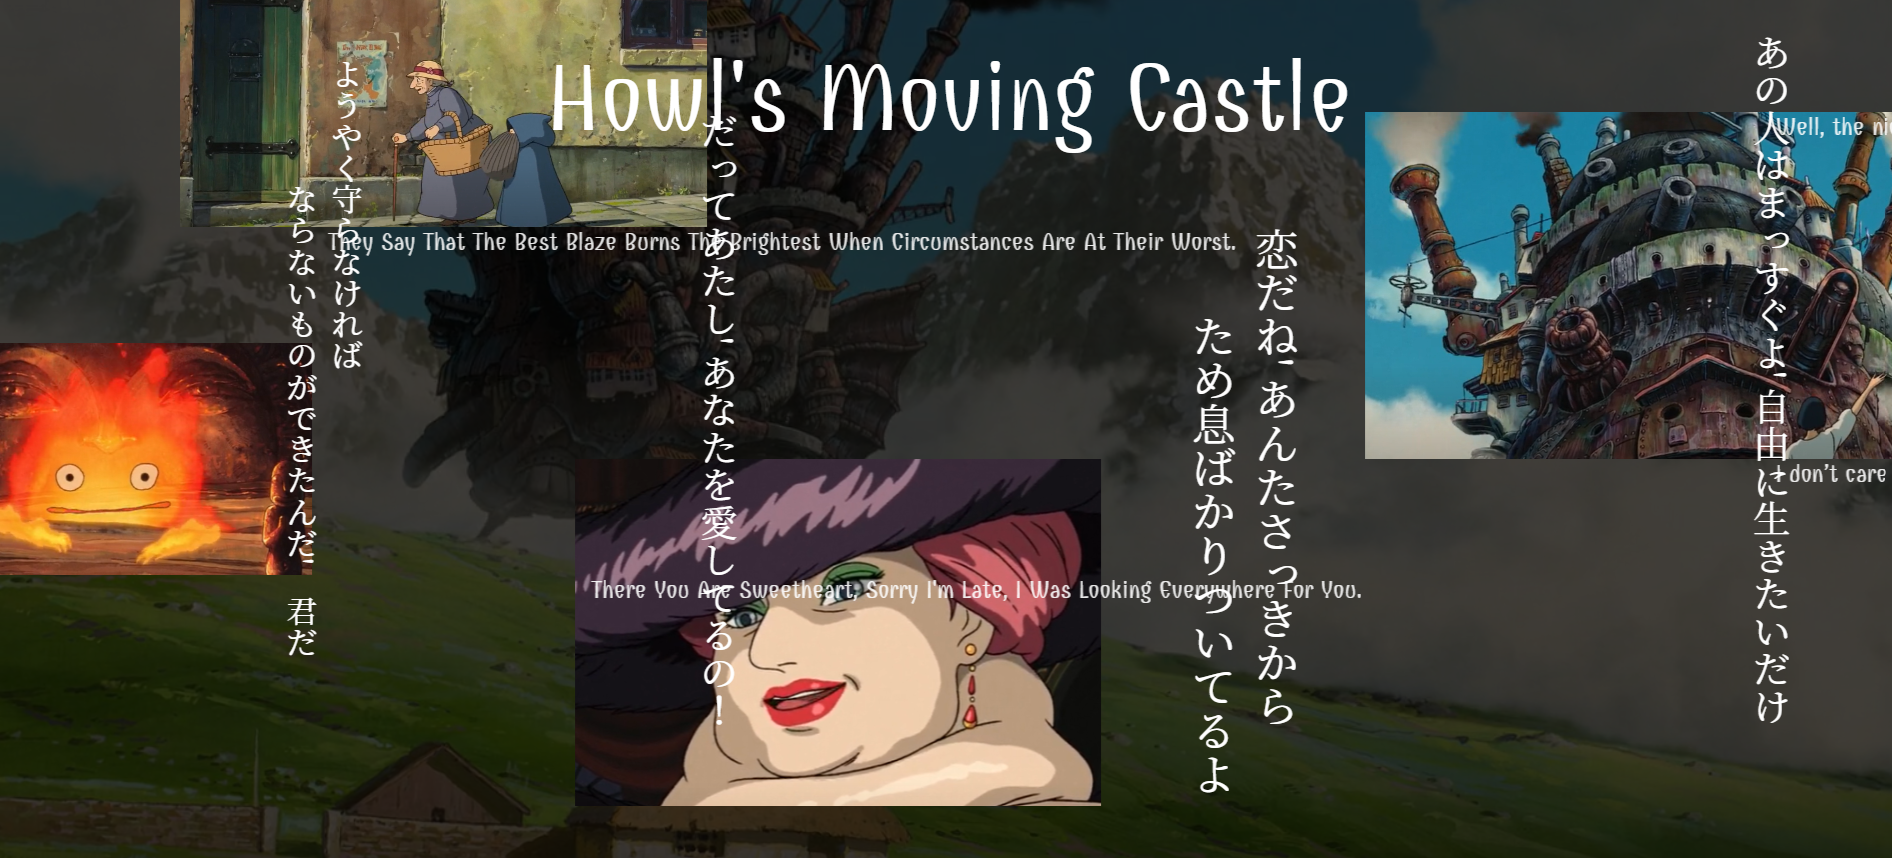 Howl's Moving Castle
あの人はまっすぐよ、自由に生きたいだけ
Well, the
don't care
恋だね、あんたさっきから
ため息ばかりついてるよ
だってあたし、あなたを愛してるの！
ようやく守らなければ
ならないものができたんだ、君だ
They Say That The Best Blaze Burns The Brightest When Circumstances Are At Their Worst.
There You Are Sweetheart, Sorry I'm Late, I Was Looking Everywhere For You.